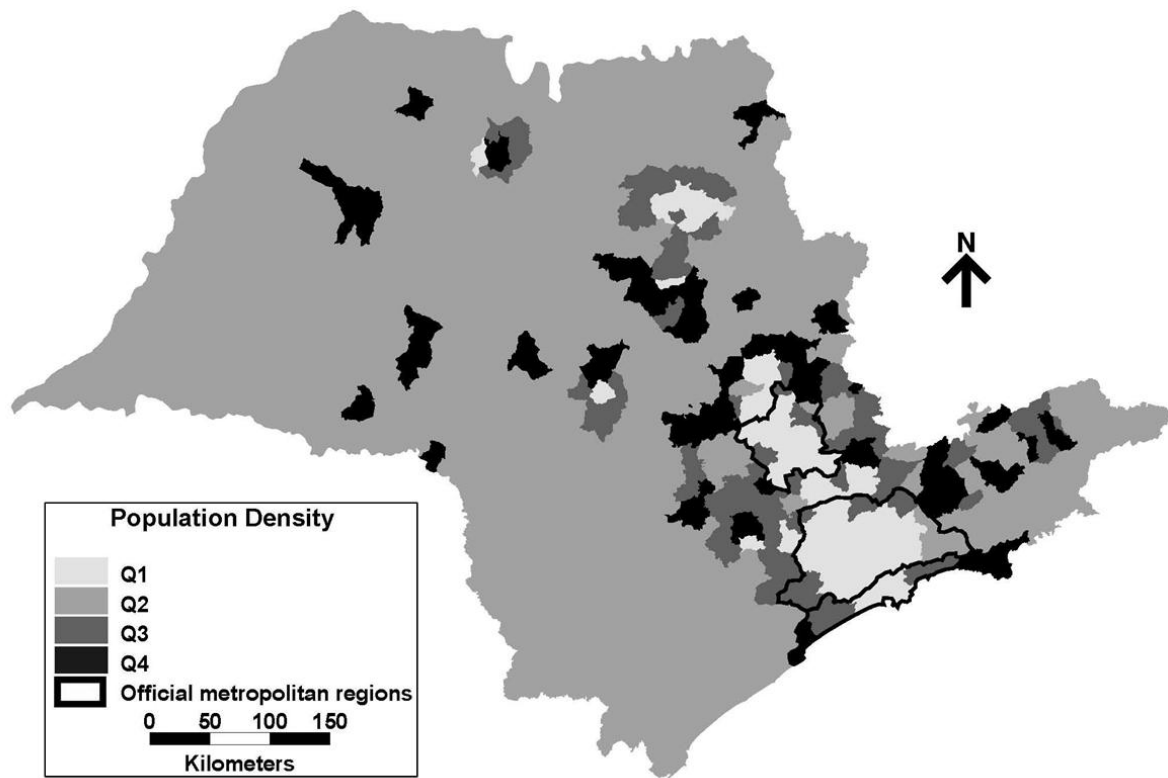 N
Population Density
Q1
Q2
Q3
Q4
Official metropolitan regions
0 50 100 150
Kilometers